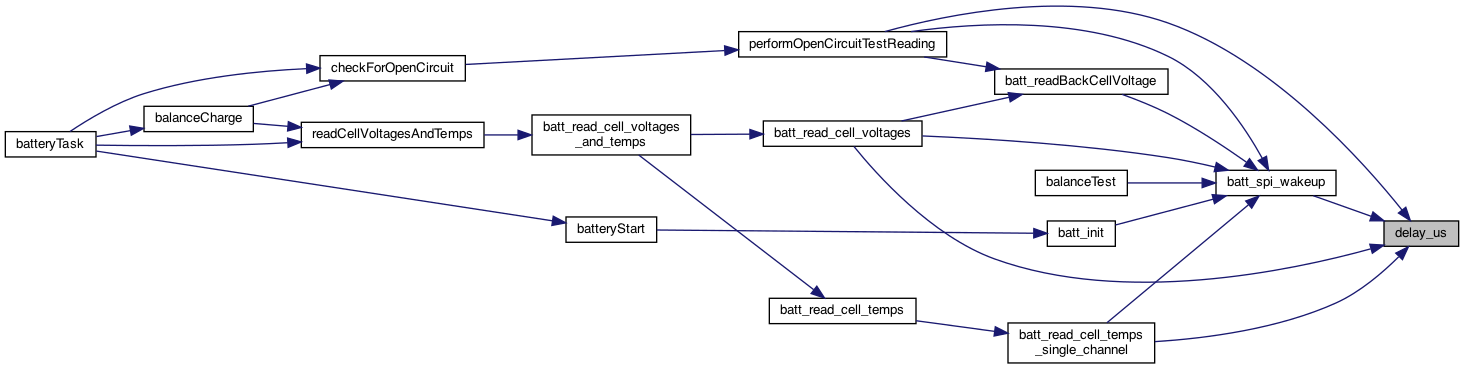 performOpenCircuitTestReading
checkForOpenCircuit
batt_readBackCellVoltage
balanceCharge
batteryTask
readCellVoltagesAndTemps
batt_read_cell_voltages
_and_temps
batt_read_cell_voltages
balanceTest
batt_spi_wakeup
batteryStart
batt_init
delay_us
batt_read_cell_temps
batt_read_cell_temps
_single_channel